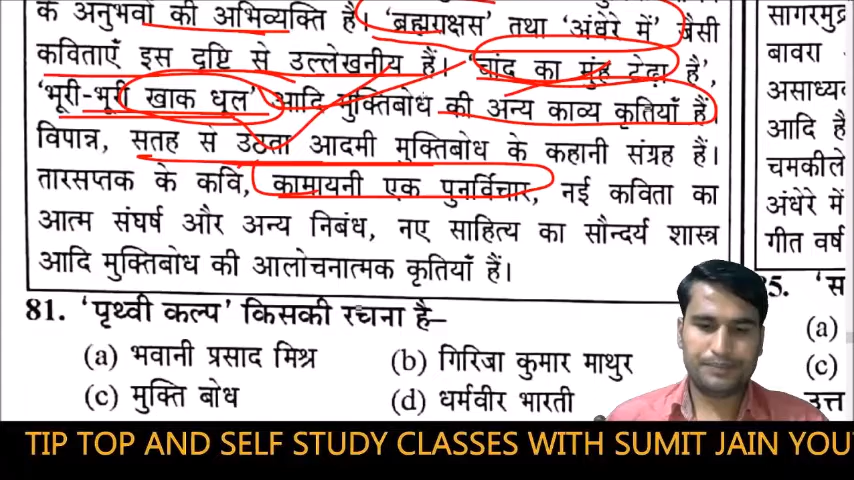 के अनुभवों की अभिव्यक्ति है। 'ब्रह्मराक्षस' तथा 'अंधेरे में' जैसी
कविताएँ इस दृष्टि से उल्लेखनीय हैं। 'चांद का मुंह टेढ़ा है',
'भूरी-भूरी खाक धूल' आदि मुक्तिबोध की अन्य काव्य कृतियाँ हैं।
विपात्र, सतह से उठता आदमी मुक्तिबोध के कहानी संग्रह हैं।
तारसप्तक के कवि, कामायनी एक पुनर्विचार, नई कविता का
आत्म संघर्ष और अन्य निबंध, नए साहित्य का सौन्दर्य शास्त्र
आदि मुक्तिबोध की आलोचनात्मक कृतियाँ हैं।
81. 'पृथ्वी कल्प' किसकी रचना है–
(a) भवानी प्रसाद मिश्र (b) गिरिजा कुमार माथुर
(c) मुक्ति बोध (d) धर्मवीर भारती
बावरा
आदि है
चमकीले
अंधेरे में
गीत वर्ष
(a)
(c)
उत्त
TIP TOP AND SELF STUDY CLASSES WITH SUMIT JAIN YOU